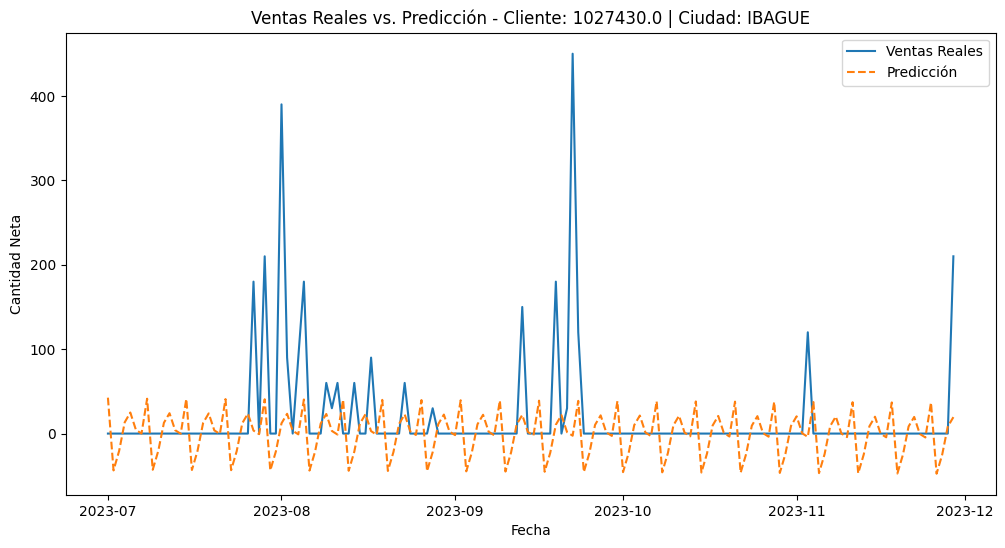 Ventas Reales vs. Predicción - Cliente: 1027430.0 | Ciudad: IBAGUE
Ventas Reales
Predicción
Cantidad Neta
400
300
200
100
0
2023-07
2023-08
2023-09
2023-10
2023-11
2023-12
Fecha